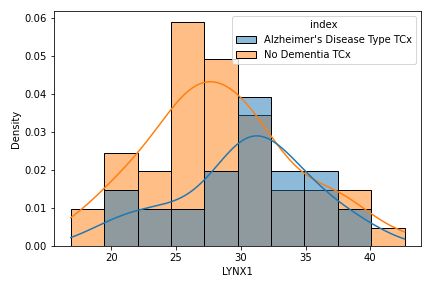 index
Alzheimer's Disease Type TCx
No Dementia TCx
0.06
0.05
0.04
0.03
0.02
0.01
0.00
Density
20 25 30 35 40
LYNX1